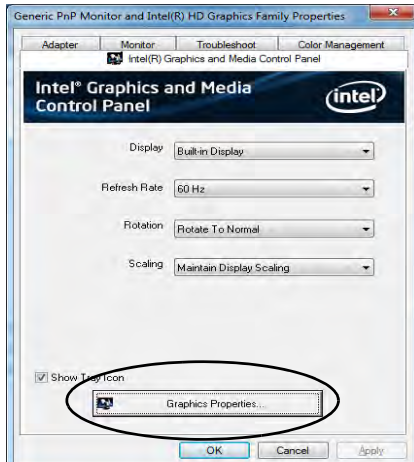 Generic PnP Monitor and Intel(R) HD Graphics Family Properties
Adapter Monitor Troubleshoot Color Management
Intel(R) Graphics and Media Control Panel
Intel® Graphics and Media
Control Panel
intel
Display Built-in Display
Refresh Rate 60 Hz
Rotation Rotate To Normal
Scaling Maintain Display Scaling
Show Tray Icon
Graphics Properties...
OK Cancel Apply